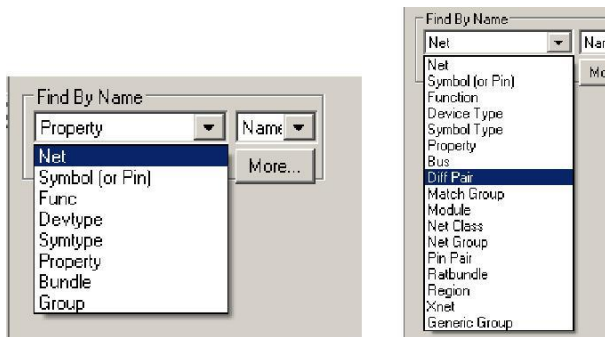 Find By Name
Property
Name
Net
Symbol (or Pin)
Func
Devtype
Symtype
Property
Bundle
Group
More...
Find By Name
Net
Nar
Net
Symbol (or Pin)
Function
Device Type
Symbol Type
Property
Bus
Diff Pair
Match Group
Module
Net Class
Net Group
Pin Pair
Ratbundle
Region
Xnet
Generic Group
Mo